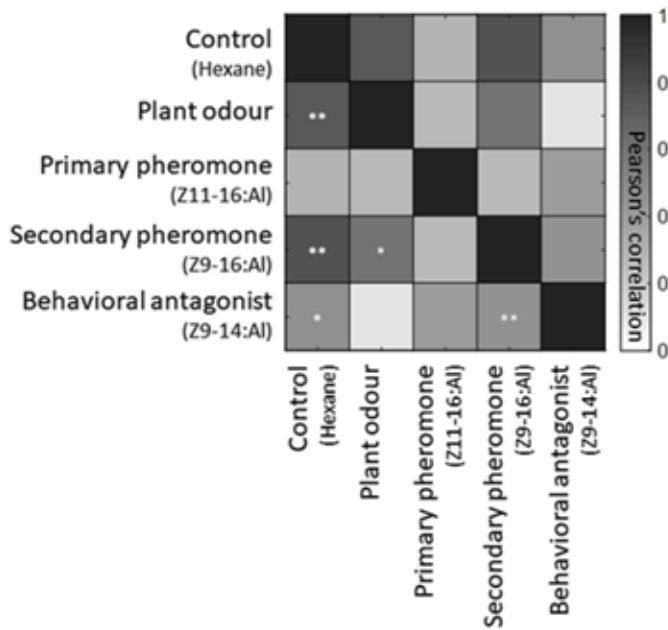 Control
(Hexane)
Plant odour
Primary pheromone
(Z11-16:Al)
Secondary pheromone
(Z9-16:Al)
Behavioral antagonist
(Z9-14:Al)
**
**
*
*
**
Control
(Hexane)
Plant odour
Primary pheromone
(Z11-16:Al)
Secondary pheromone
(Z9-16:Al)
Behavioral antagonist
(Z9-14:Al)
Pearson's correlation
1
0
0
0
0
0